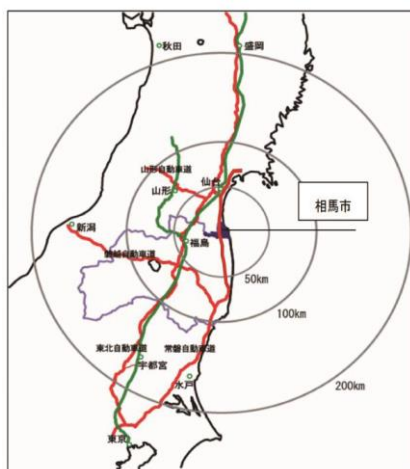 秋田
盛岡
山形自動車道
山形
仙台
相馬市
新潟
磐越自動車道
福島
50km
100km
東北自動車道
常磐自動車道
宇都宮
水戸
200km
東京